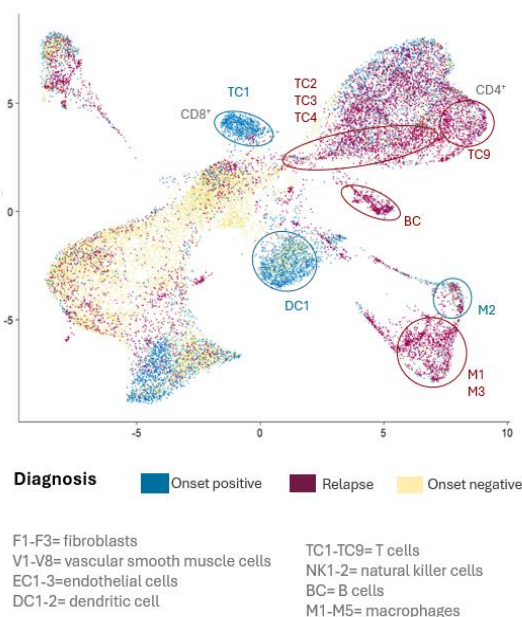 TC1
CD8⁺
TC2
TC3
TC4
CD4⁺
TC9
BC
DC1
M2
M1
M3
5
0
-5
-5
0
5
10
Diagnosis
Onset positive
Relapse
Onset negative
F1-F3= fibroblasts
V1-V8= vascular smooth muscle cells
EC1-3=endothelial cells
DC1-2= dendritic cell
TC1-TC9= T cells
NK1-2= natural killer cells
BC= B cells
M1-M5= macrophages